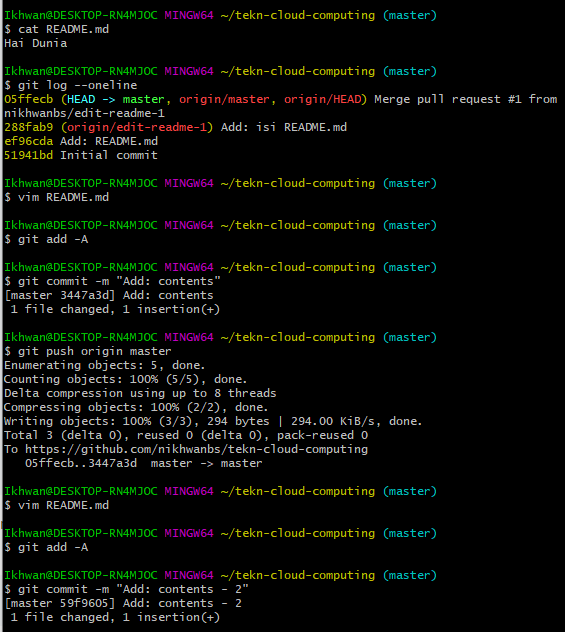 Ikhwan@DESKTOP-RN4MJOC MINGW64 ~/tekn-cloud-computing (master)
$ cat README.md
Hai Dunia

Ikhwan@DESKTOP-RN4MJOC MINGW64 ~/tekn-cloud-computing (master)
$ git log --oneline
05ffecb (HEAD -> master, origin/master, origin/HEAD) Merge pull request #1 from
nikhwanbs/edit-readme-1
288fab9 (origin/edit-readme-1) Add: isi README.md
ef96cda Add: README.md
51941bd Initial commit

Ikhwan@DESKTOP-RN4MJOC MINGW64 ~/tekn-cloud-computing (master)
$ vim README.md

Ikhwan@DESKTOP-RN4MJOC MINGW64 ~/tekn-cloud-computing (master)
$ git add -A

Ikhwan@DESKTOP-RN4MJOC MINGW64 ~/tekn-cloud-computing (master)
$ git commit -m "Add: contents"
[master 3447a3d] Add: contents
 1 file changed, 1 insertion(+)

Ikhwan@DESKTOP-RN4MJOC MINGW64 ~/tekn-cloud-computing (master)
$ git push origin master
Enumerating objects: 5, done.
Counting objects: 100% (5/5), done.
Delta compression using up to 8 threads
Compressing objects: 100% (2/2), done.
Writing objects: 100% (3/3), 294 bytes | 294.00 KiB/s, done.
Total 3 (delta 0), reused 0 (delta 0), pack-reused 0
To https://github.com/nikhwanbs/tekn-cloud-computing
   05ffecb..3447a3d  master -> master

Ikhwan@DESKTOP-RN4MJOC MINGW64 ~/tekn-cloud-computing (master)
$ vim README.md

Ikhwan@DESKTOP-RN4MJOC MINGW64 ~/tekn-cloud-computing (master)
$ git add -A

Ikhwan@DESKTOP-RN4MJOC MINGW64 ~/tekn-cloud-computing (master)
$ git commit -m "Add: contents - 2"
[master 59f9605] Add: contents - 2
 1 file changed, 1 insertion(+)